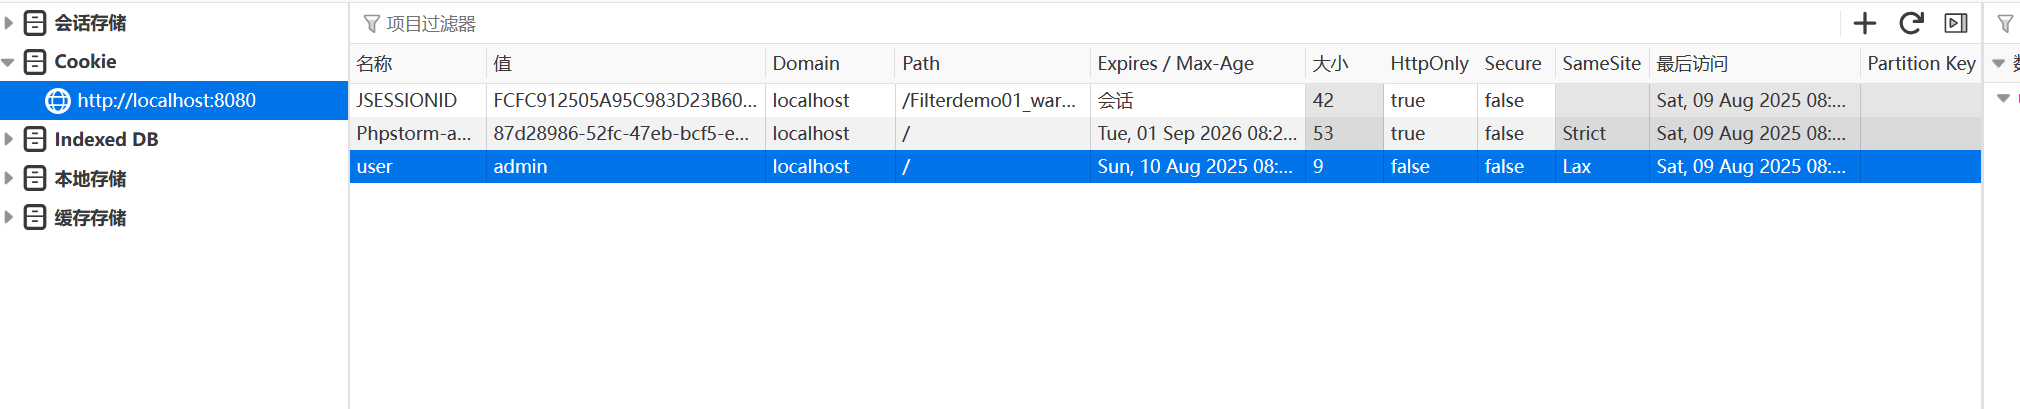 会话存储
Cookie
http://localhost:8080
Indexed DB
本地存储
缓存存储
项目过滤器
名称 值 Domain Path Expires / Max-Age 大小 HttpOnly Secure SameSite 最后访问 Partition Key
JSESSIONID FCFC912505A95C983D23B60... localhost /Filterdemo01_war... 会话 42 true false Sat, 09 Aug 2025 08:...
Phpstorm-a... 87d28986-52fc-47eb-bcf5-e... localhost / Tue, 01 Sep 2026 08:2... 53 true false Strict Sat, 09 Aug 2025 08:...
user admin localhost / Sun, 10 Aug 2025 08:... 9 false false Lax Sat, 09 Aug 2025 08:...